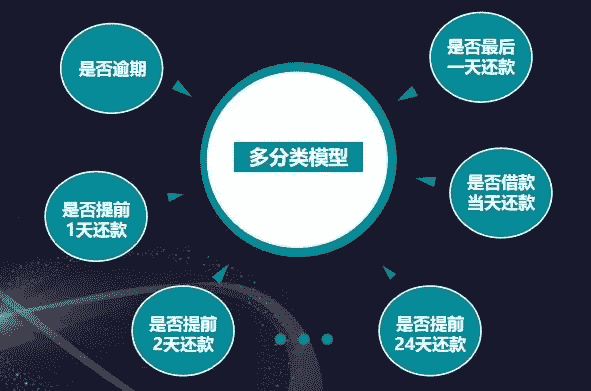 是否逾期
是否最后
一天还款
多分类模型
是否提前
1天还款
是否借款
当天还款
是否提前
2天还款
是否提前
24天还款